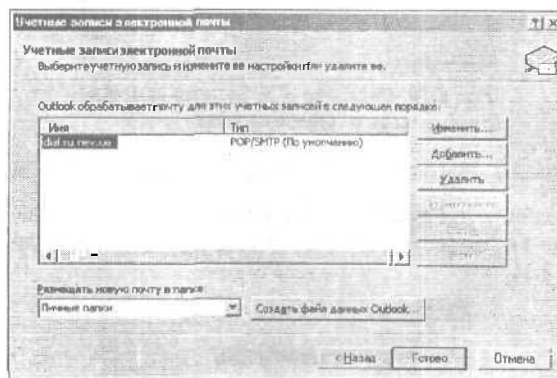 Учетные записи электронной почты
Учетные записи электронной почты
Выберите учетную запись и измените ее настройки или удалите ее.
Outlook обрабатывает почту для этих учетных записей в следующем порядке:
Имя Тип
POP/SMTP (По умолчанию)
Изменить...
Добавить...
Удалить
Размещать новую почту в папке
Личные папки Создать файл данных Outlook...
< Назад Готово Отмена